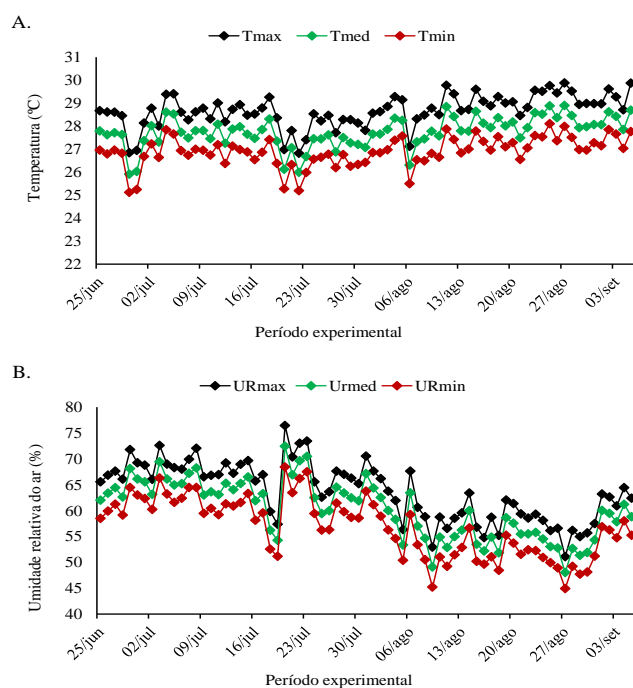 A.
Tmax Tmed Tmin
31
30
29
28
27
26
25
24
23
22
Temperatura (ºC)
25/jun 02/jul 09/jul 16/jul 23/jul 30/jul 06/ago 13/ago 20/ago 27/ago 03/set
Período experimental
B.
URmax Urmed URmin
80
75
70
65
60
55
50
45
40
Umidade relativa do ar (%)
25/jun 02/jul 09/jul 16/jul 23/jul 30/jul 06/ago 13/ago 20/ago 27/ago 03/set
Período experimental